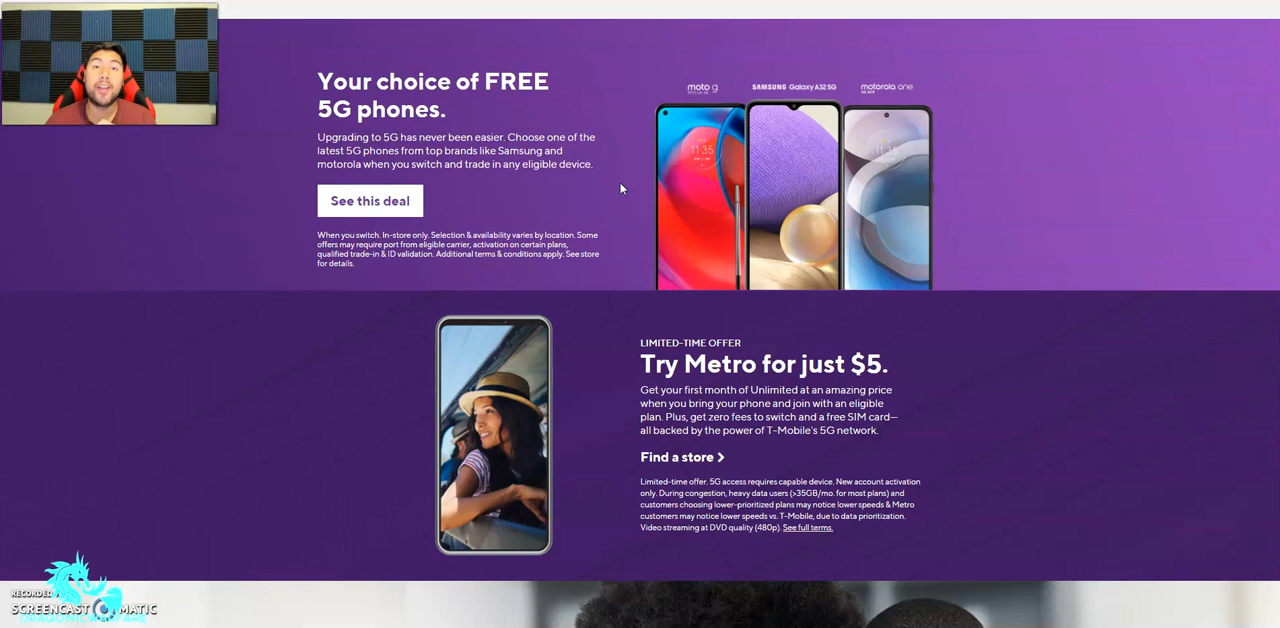 Your choice of FREE
5G phones.
Upgrading to 5G has never been easier. Choose one of the
latest 5G phones from top brands like Samsung and
motorola when you switch and trade in any eligible device.
See this deal
When you switch. In-store only. Selection & availability varies by location. Some
offers may require port from eligible carrier, activation on certain plans,
qualified trade-in & ID validation. Additional terms & conditions apply. See store
for details.
moto g
SAMSUNG Galaxy A32 5G
motorola one
11:35
11:35
LIMITED-TIME OFFER
Try Metro for just $5.
Get your first month of Unlimited at an amazing price
when you bring your phone and join with an eligible
plan. Plus, get zero fees to switch and a free SIM card—
all backed by the power of T-Mobile's 5G network.
Find a store >
Limited-time offer. 5G access requires capable device. New account activation
only. During congestion, heavy data users (>35GB/mo. for most plans) and
customers choosing lower-prioritized plans may notice lower speeds & Metro
customers may notice lower speeds vs. T-Mobile, due to data prioritization.
Video streaming at DVD quality (480p). See full terms.
RECORDED
SCREENCAST MATIC
DRAGONICWARFARE